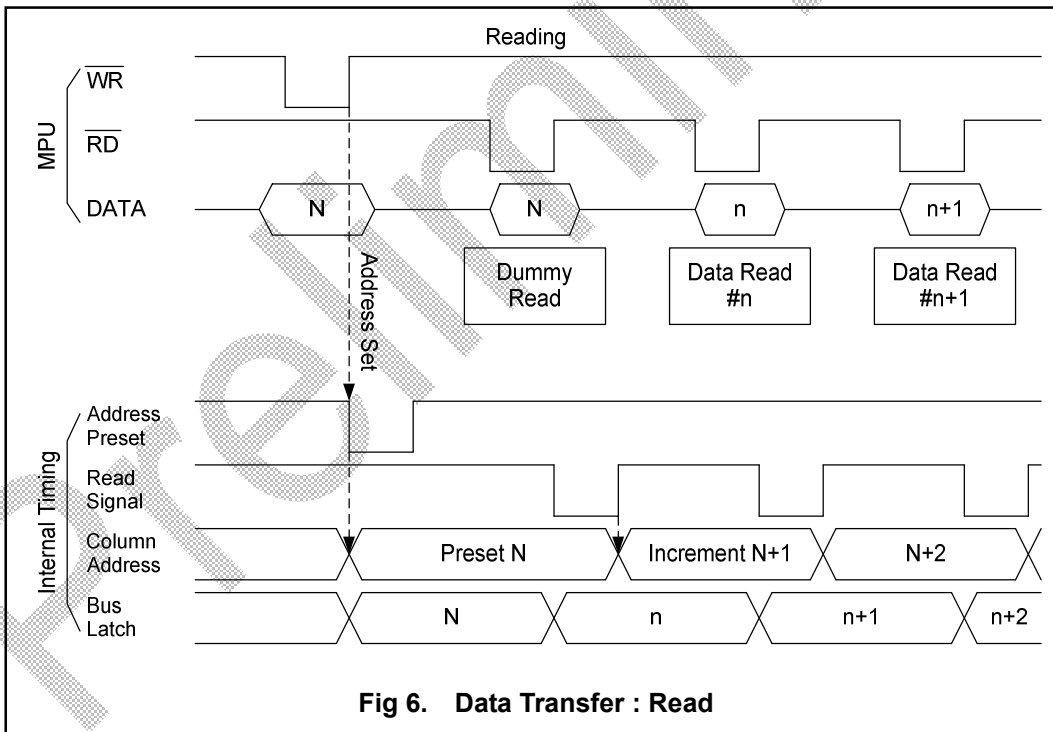 Reading
WR
RD
DATA
MPU
N
N
n
n+1
Dummy
Read
Data Read
#n
Data Read
#n+1
Address Set
Internal Timing
Address
Preset
Read
Signal
Column
Address
Preset N
Increment N+1
N+2
Bus
Latch
N
n
n+1
n+2
Fig 6. Data Transfer : Read